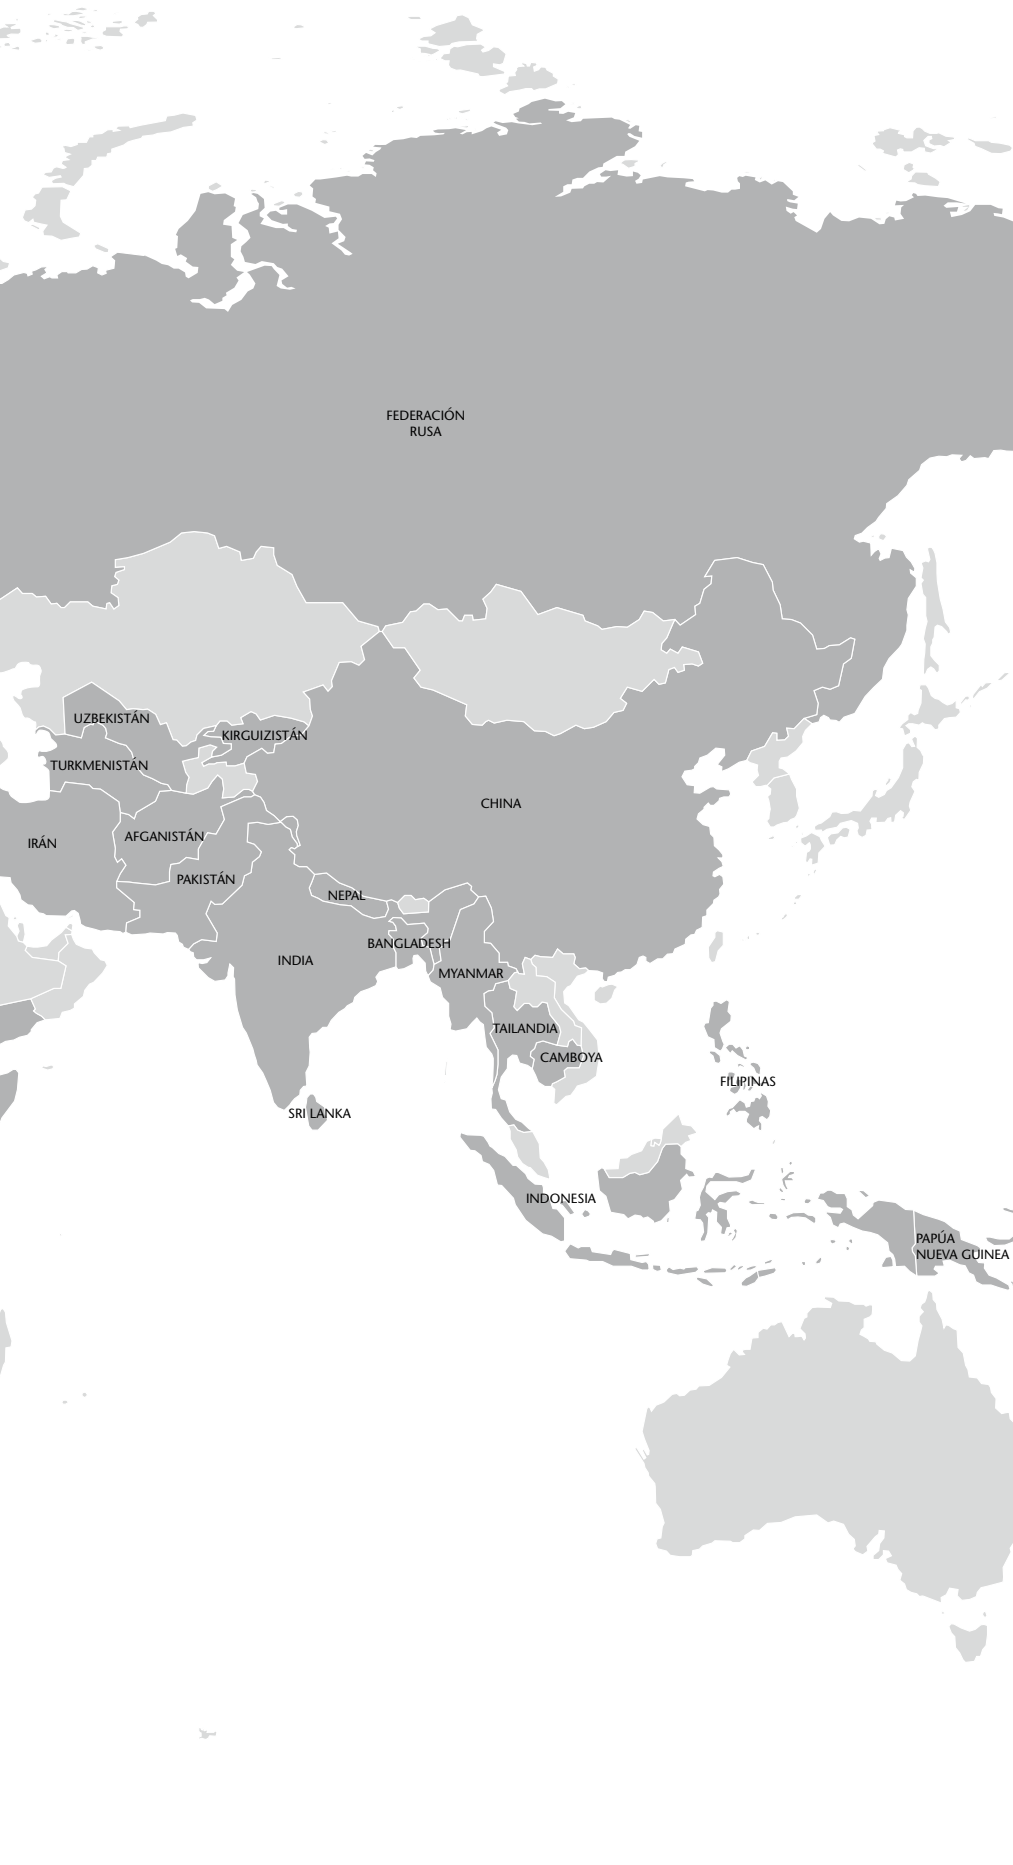 FEDERACIÓN
RUSA
UZBEKISTÁN
KIRGUIZISTÁN
TURKMENISTÁN
CHINA
AFGANISTÁN
IRÁN
PAKISTÁN
NEPAL
BANGLADESH
INDIA
MYANMAR
TAILANDIA
CAMBOYA
FILIPINAS
SRI LANKA
INDONESIA
PAPÚA
NUEVA GUINEA